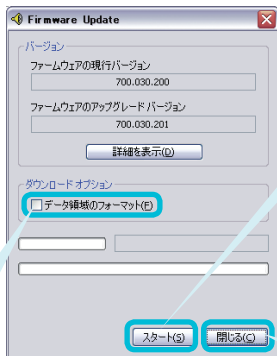 Firmware Update
バージョン
ファームウェアの現行バージョン
700.030.200
ファームウェアのアップグレード バージョン
700.030.201
詳細を表示(D)
ダウンロード オプション
データ領域のフォーマット(F)
スタート(S)
閉じる(C)